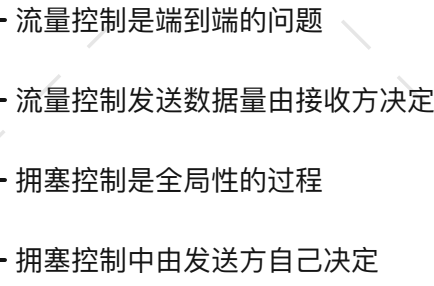 - 流量控制是端到端的问题
- 流量控制发送数据量由接收方决定
- 拥塞控制是全局性的过程
- 拥塞控制中由发送方自己决定